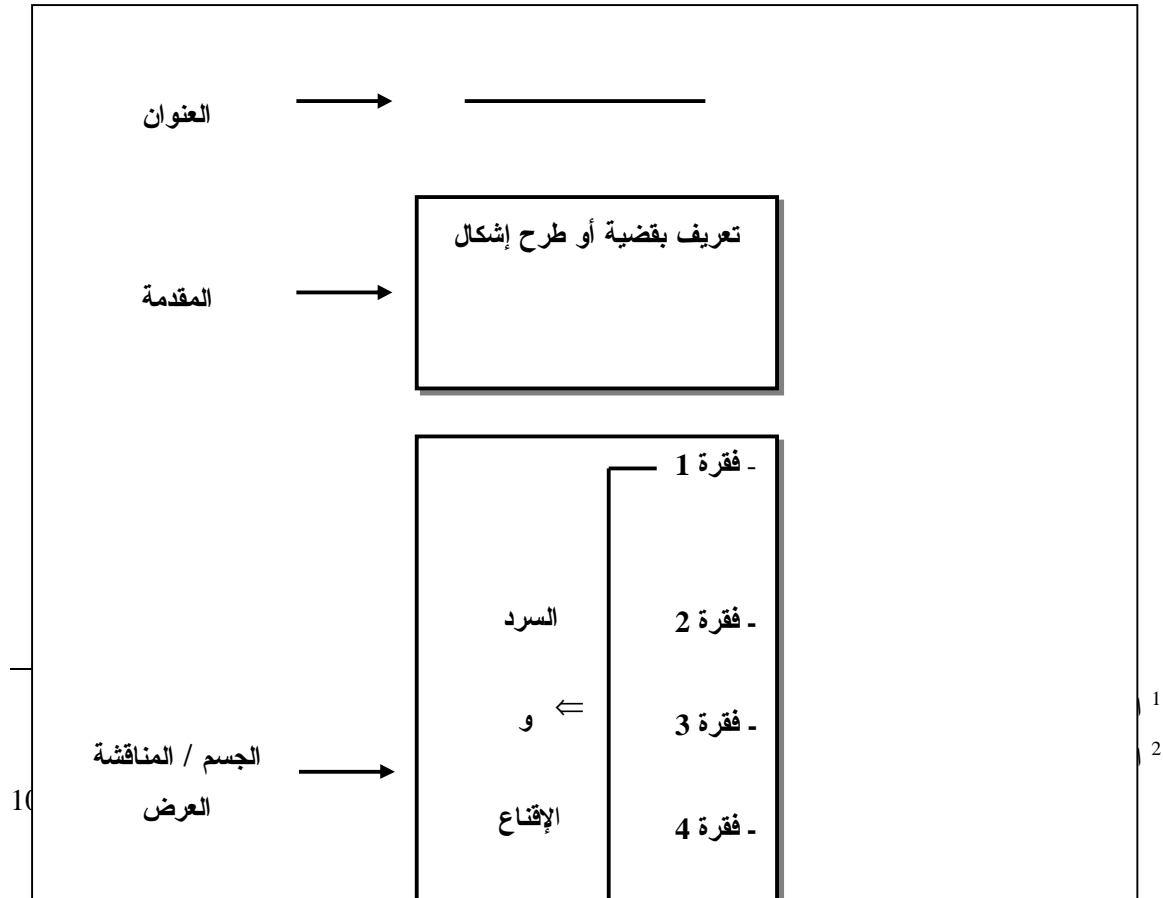 العنوان
تعريف بقضية أو طرح إشكال
المقدمة
- فقرة 1
السرد
- فقرة 2
⇐ و
- فقرة 3
الجسم / المناقشة
العرض
الإقناع
- فقرة 4
1
2
10